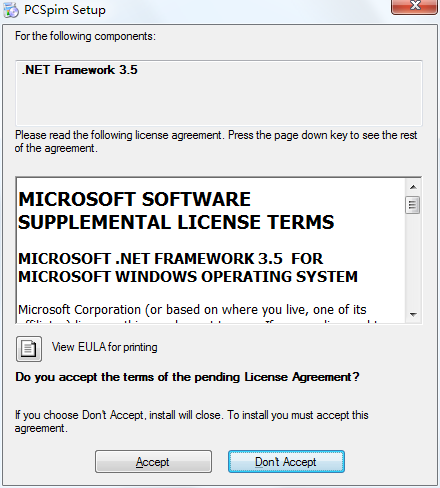 PCSpim Setup
For the following components:
.NET Framework 3.5
Please read the following license agreement. Press the page down key to see the rest
of the agreement.
MICROSOFT SOFTWARE
SUPPLEMENTAL LICENSE TERMS
MICROSOFT .NET FRAMEWORK 3.5 FOR
MICROSOFT WINDOWS OPERATING SYSTEM
Microsoft Corporation (or based on where you live, one of its
View EULA for printing
Do you accept the terms of the pending License Agreement?
If you choose Don't Accept, install will close. To install you must accept this
agreement.
Accept
Don't Accept